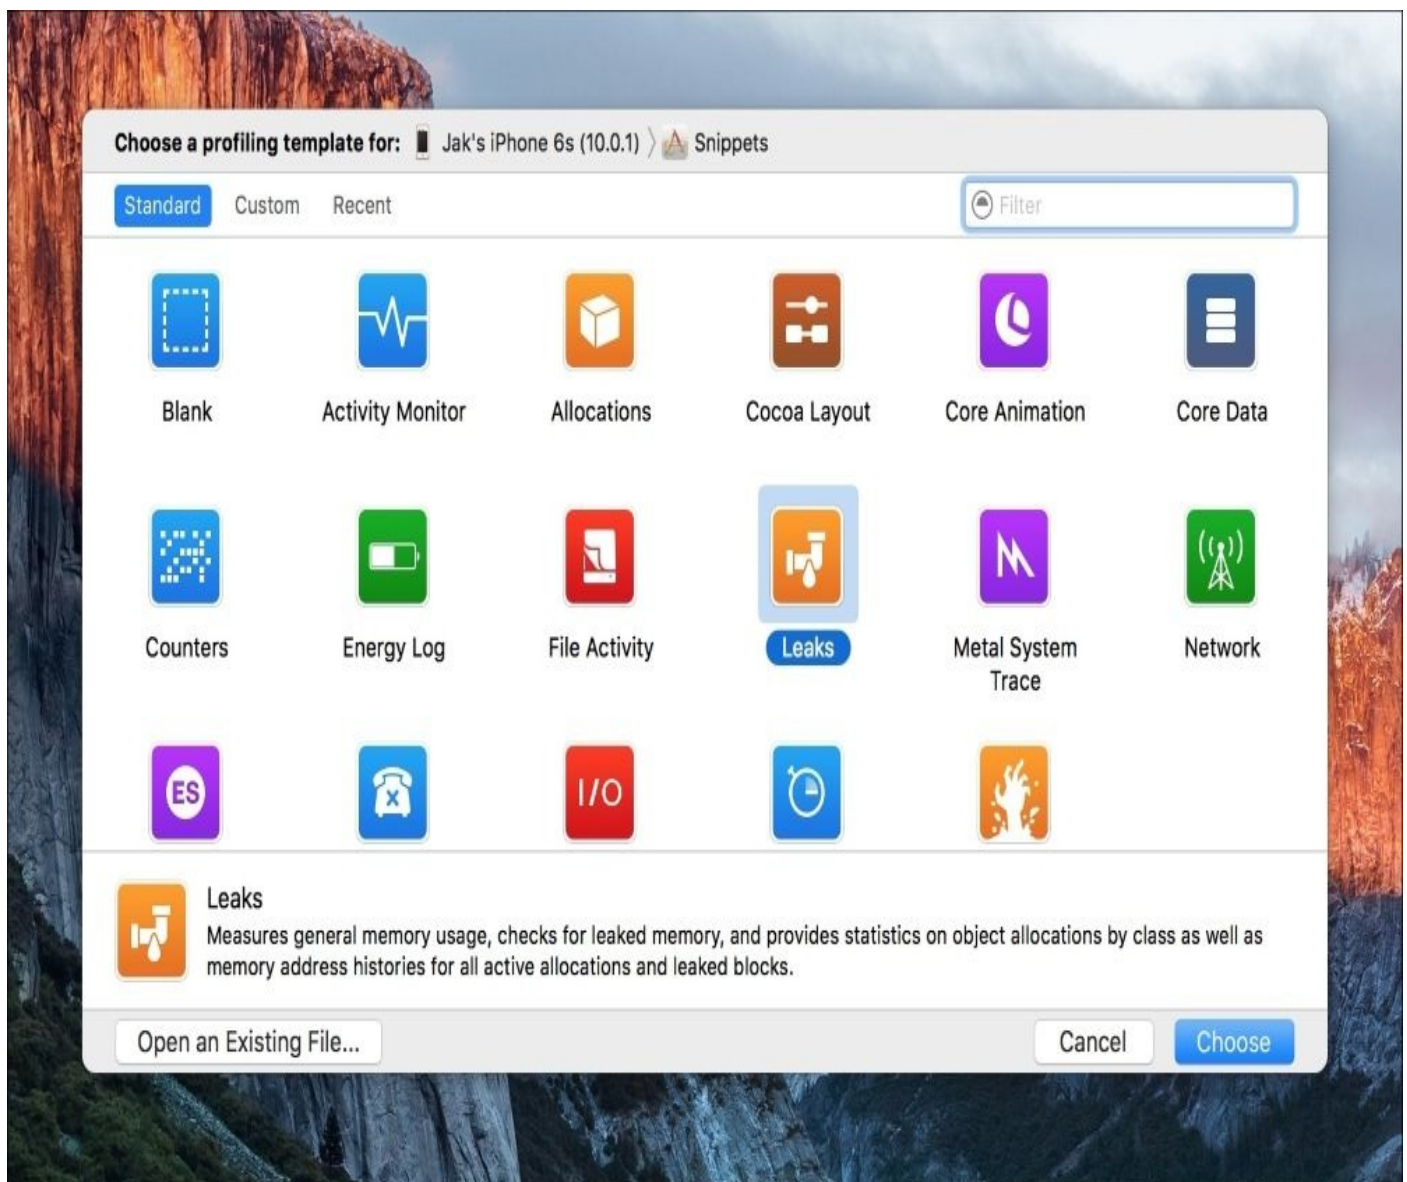 Choose a profiling template for: Jak's iPhone 6s (10.0.1) 〉 Snippets
Standard Custom Recent Filter
Blank Activity Monitor Allocations Cocoa Layout Core Animation Core Data
Counters Energy Log File Activity Leaks Metal System Network
Trace
ES I/O
Leaks
Measures general memory usage, checks for leaked memory, and provides statistics on object allocations by class as well as
memory address histories for all active allocations and leaked blocks.
Open an Existing File... Cancel Choose